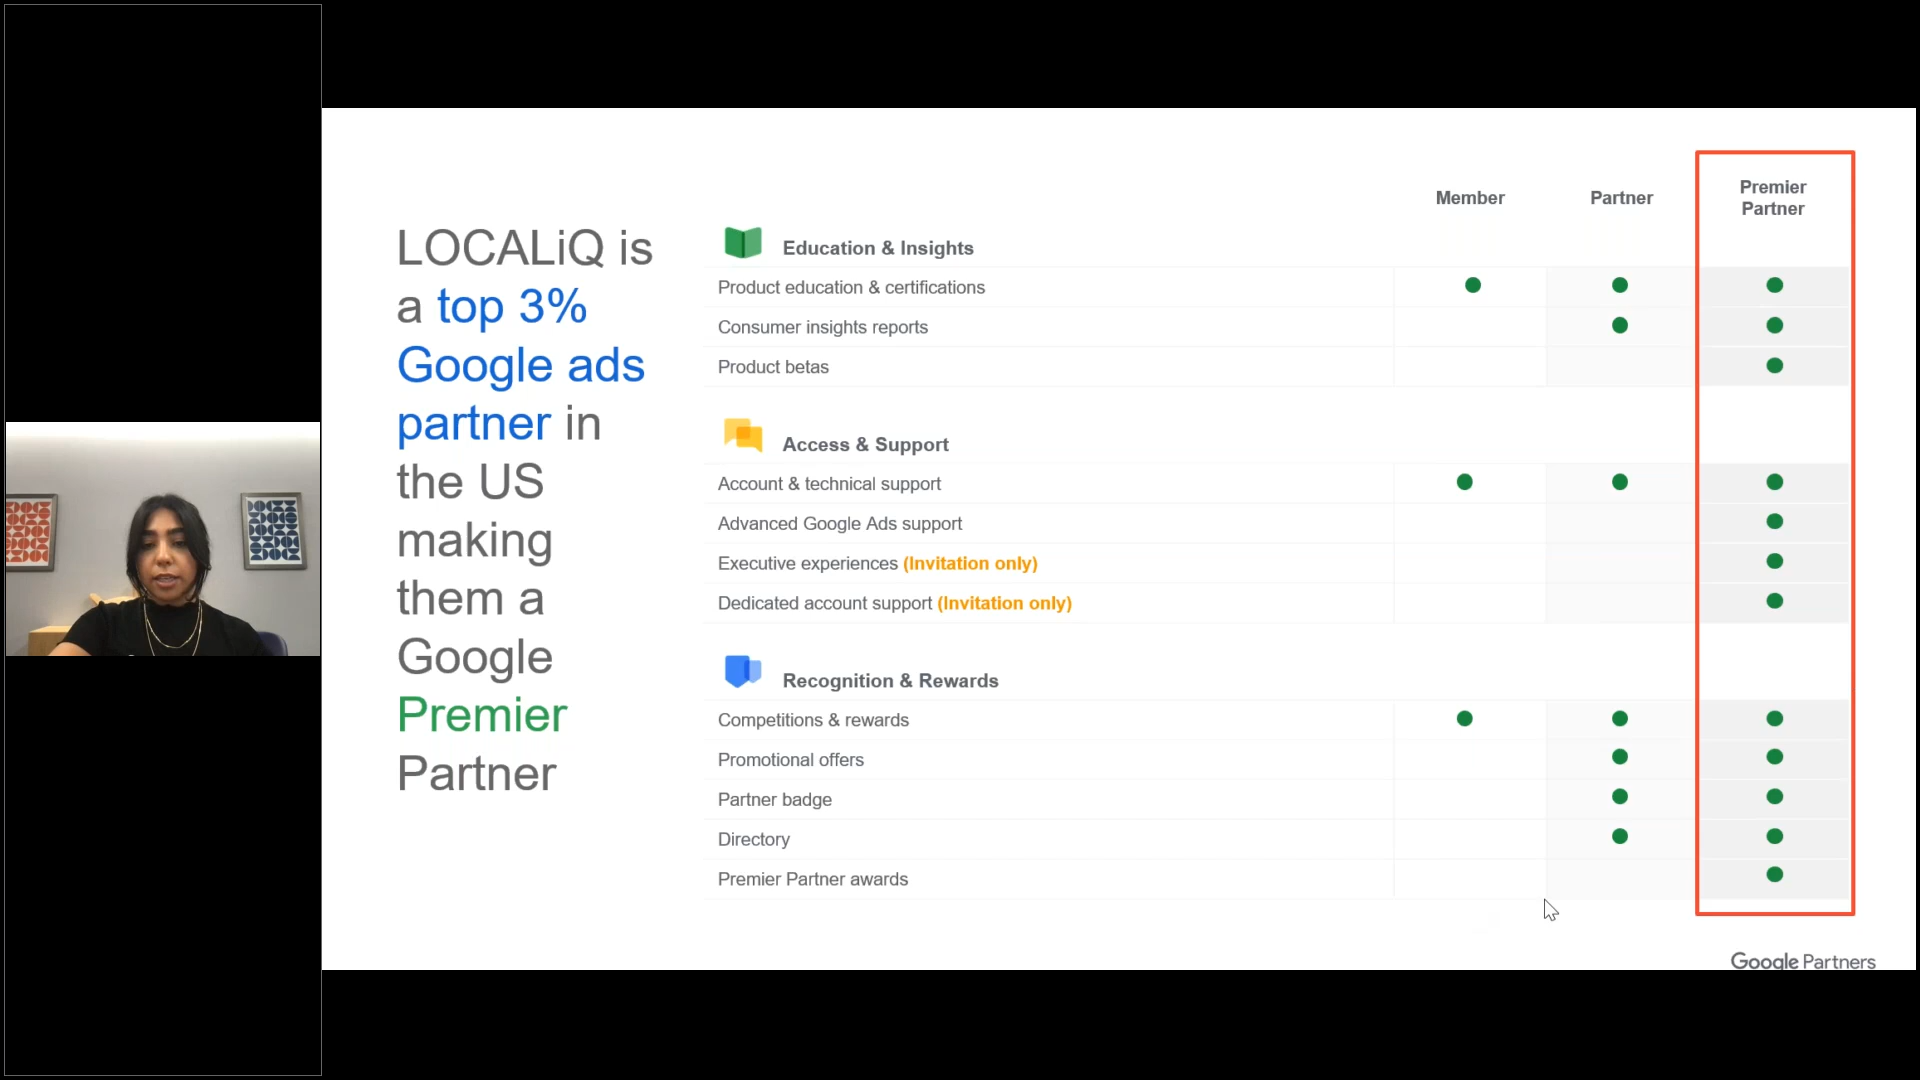 LOCALiQ is
a top 3%
Google ads
partner in
the US
making
them a
Google
Premier
Partner
Member
Partner
Premier
Partner
Education & Insights
Product education & certifications
Consumer insights reports
Product betas
Access & Support
Account & technical support
Advanced Google Ads support
Executive experiences (Invitation only)
Dedicated account support (Invitation only)
Recognition & Rewards
Competitions & rewards
Promotional offers
Partner badge
Directory
Premier Partner awards
Google Partners